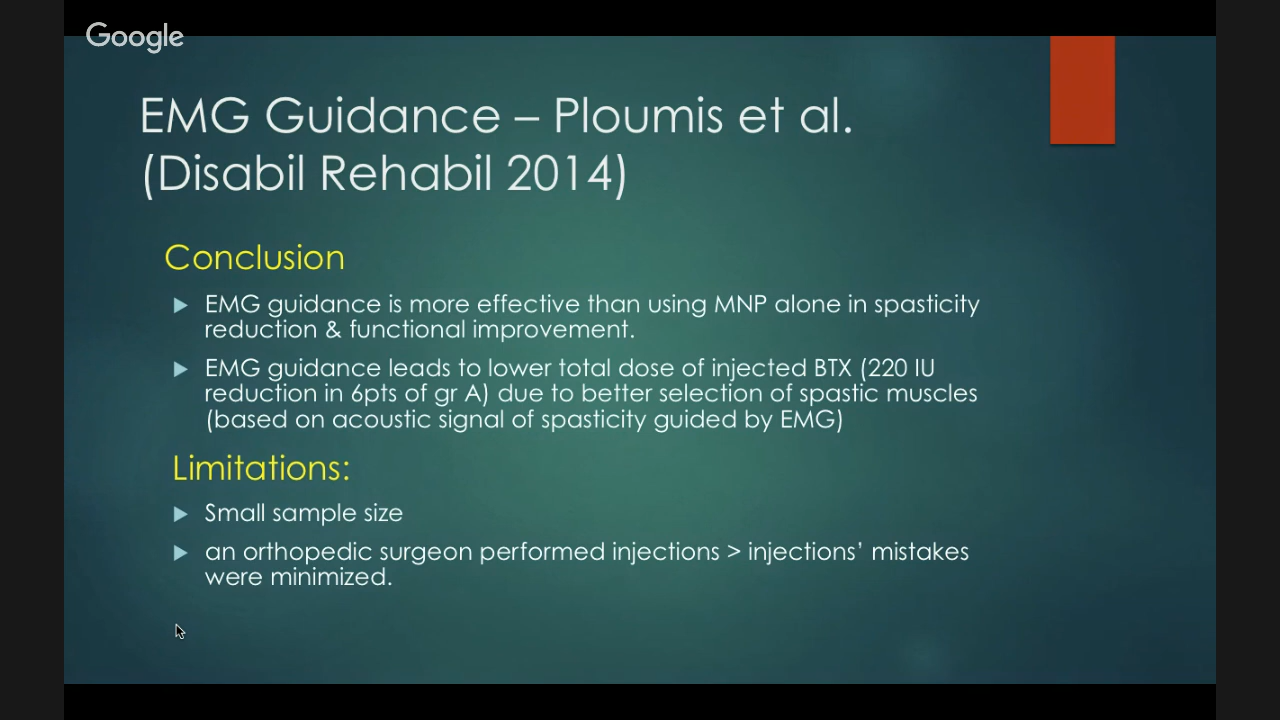 Google
EMG Guidance – Ploumis et al.
(Disabil Rehabil 2014)
Conclusion
EMG guidance is more effective than using MNP alone in spasticity
reduction & functional improvement.
EMG guidance leads to lower total dose of injected BTX (220 IU
reduction in 6pts of gr A) due to better selection of spastic muscles
(based on acoustic signal of spasticity guided by EMG)
Limitations:
Small sample size
an orthopedic surgeon performed injections > injections’ mistakes
were minimized.